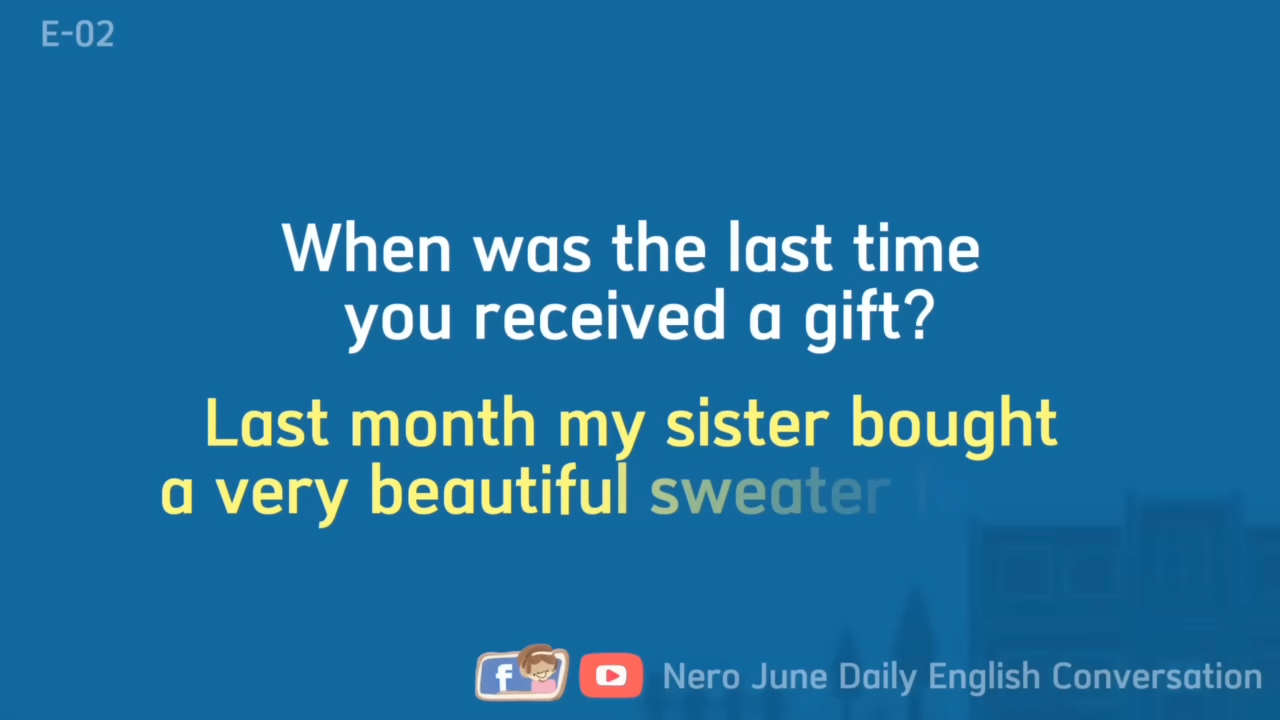 E-02
When was the last time
you received a gift?
Last month my sister bought
a very beautiful sweater
Nero June Daily English Conversation